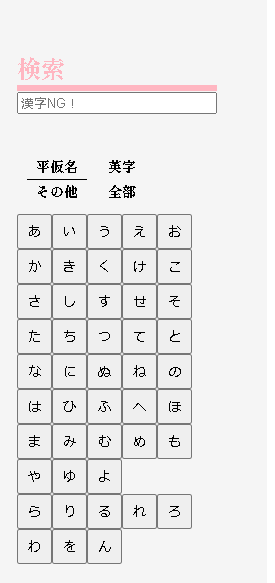 検索
漢字NG！
平仮名 英字
その他 全部
あ い う え お
か き く け こ
さ し す せ そ
た ち つ て と
な に ぬ ね の
は ひ ふ へ ほ
ま み む め も
や ゆ よ
ら り る れ ろ
わ を ん